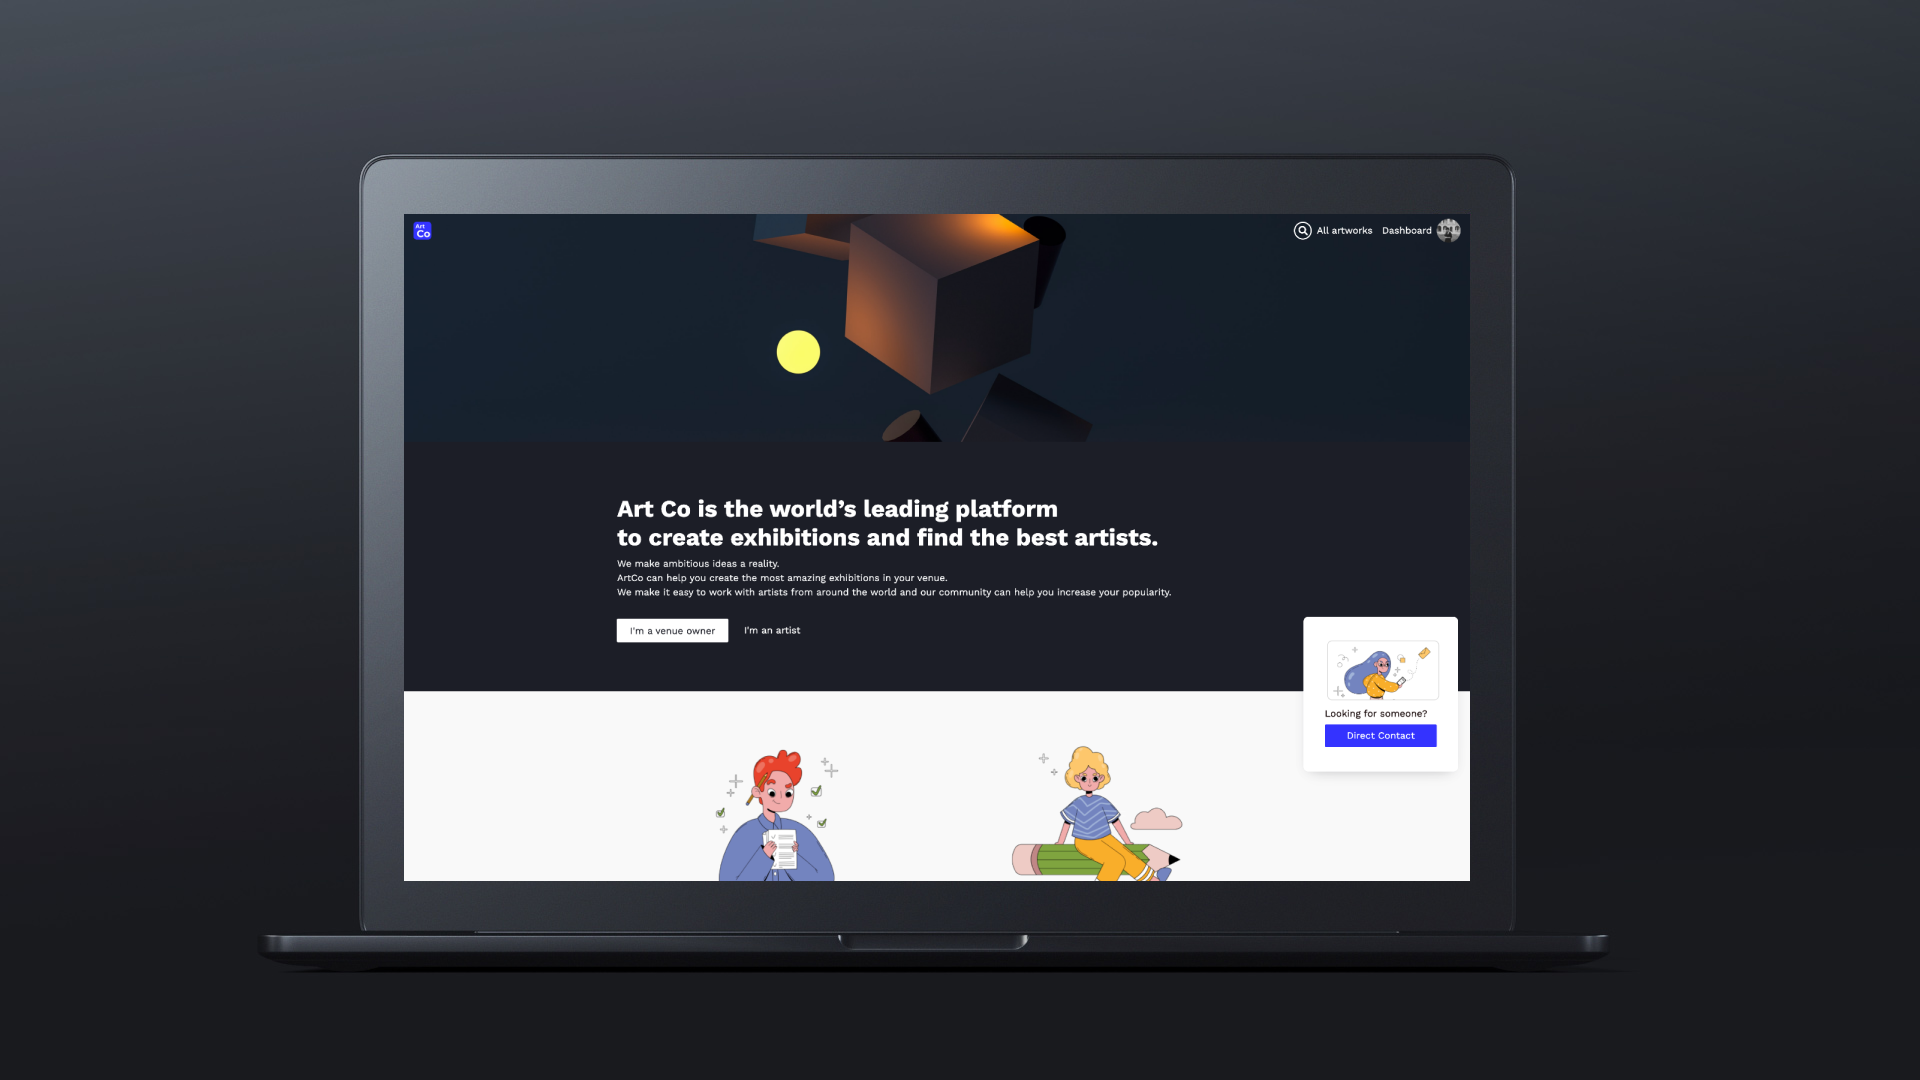 Art
Co
All artworks
Dashboard
Art Co is the world’s leading platform
to create exhibitions and find the best artists.
We make ambitious ideas a reality.
ArtCo can help you create the most amazing exhibitions in your venue.
We make it easy to work with artists from around the world and our community can help you increase your popularity.
I'm a venue owner
I'm an artist
Looking for someone?
Direct Contact